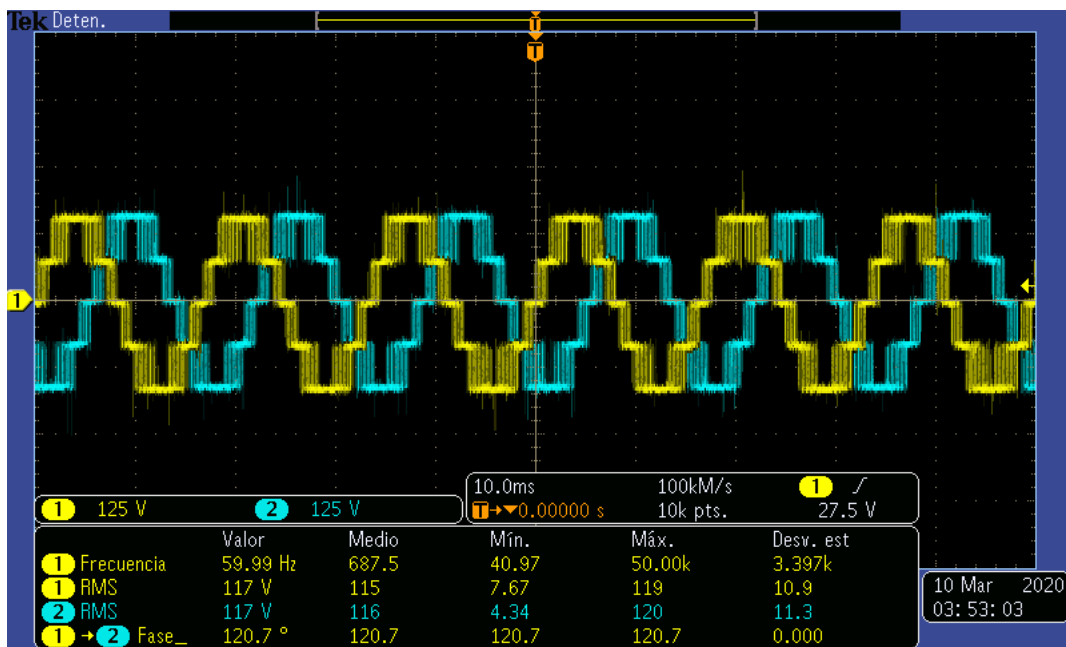 Tek Deten.
T
T
1
1 125 V 2 125 V
10.0ms 100kM/s 1 /
T→▼0.00000 s 10k pts. 27.5 V
Valor Medio Mín. Máx. Desv. est
1 Frecuencia 59.99 Hz 687.5 40.97 50.00k 3.397k
1 RMS 117 V 115 7.67 119 10.9
2 RMS 117 V 116 4.34 120 11.3
1 → 2 Fase_ 120.7 ° 120.7 120.7 120.7 0.000
10 Mar 2020
03:53:03